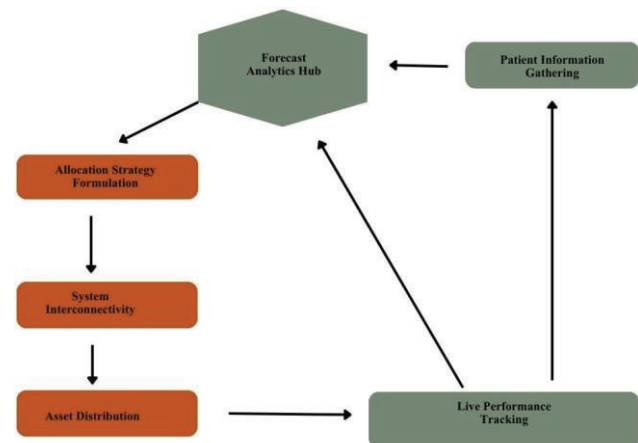 Forecast
Analytics Hub
Patient Information
Gathering
Allocation Strategy
Formulation
System
Interconnectivity
Asset Distribution
Live Performance
Tracking